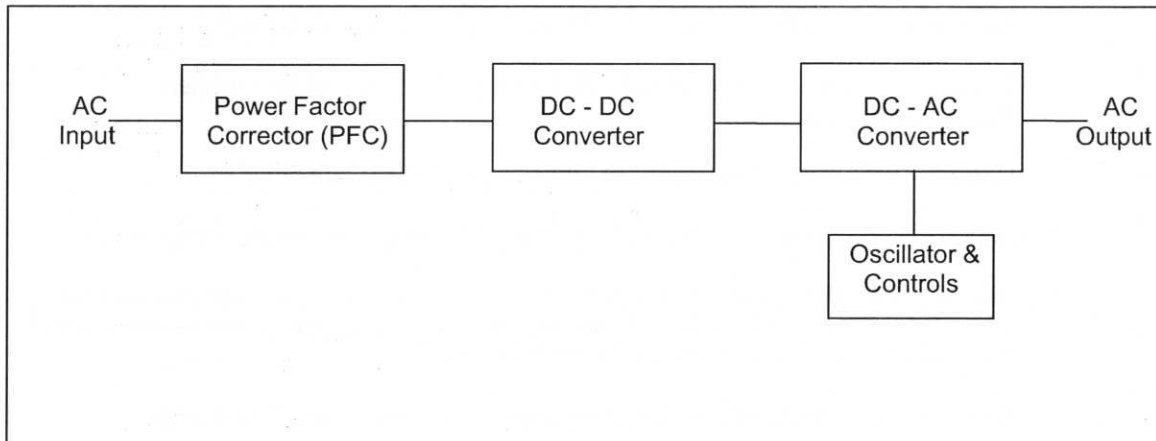 AC
Input
Power Factor
Corrector (PFC)
DC - DC
Converter
DC - AC
Converter
AC
Output
Oscillator &
Controls